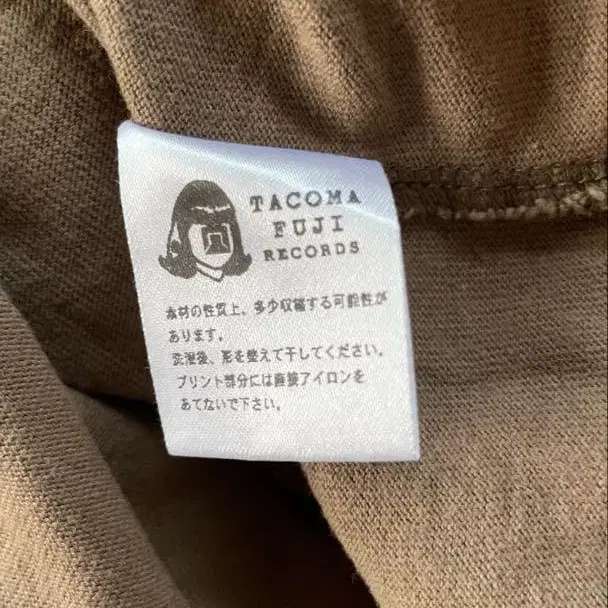 TACOMA
FUJI
RECORDS
素材の性質上、多少収縮する可能性が
あります。
洗濯後、形を整えて干してください。
プリント部分には直接アイロンを
あてないで下さい。